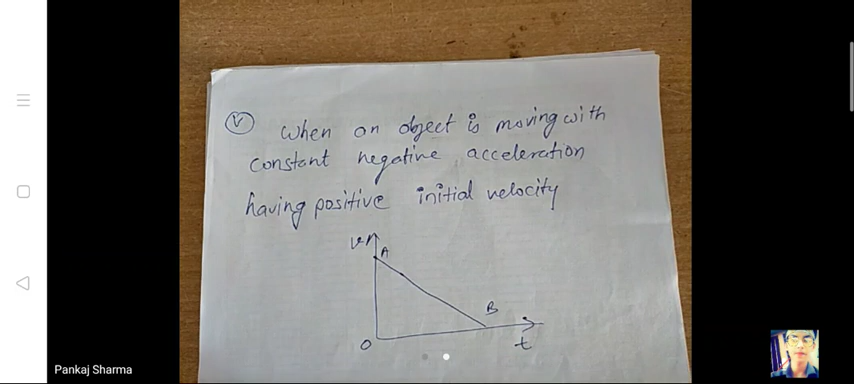 (V) When an object is moving with
constant negative acceleration
having positive initial velocity
v
A
B
O
t
Pankaj Sharma